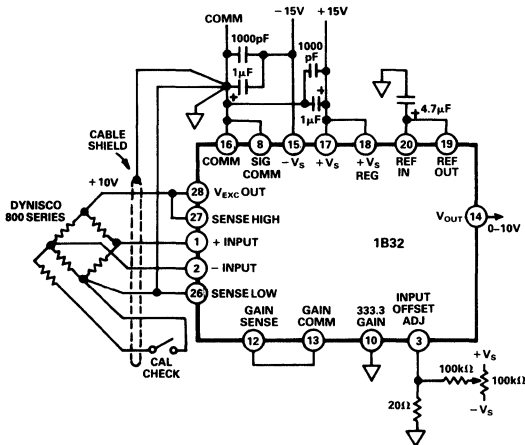 COMM
−15V
+15V
1000pF
1000
pF
1µF
+
+
1µF
+
4.7µF
CABLE
SHIELD
16
8
15
17
18
20
19
COMM
SIG
COMM
−VS
+VS
+VS
REG
REF
IN
REF
OUT
+10V
DYNISCO
800 SERIES
28
VEXC OUT
27
SENSE HIGH
1
+ INPUT
2
− INPUT
26
SENSE LOW
1B32
VOUT
14
0–10V
GAIN
SENSE
GAIN
COMM
333.3
GAIN
INPUT
OFFSET
ADJ
12
13
10
3
CAL
CHECK
+VS
100kΩ
100kΩ
20Ω
−VS